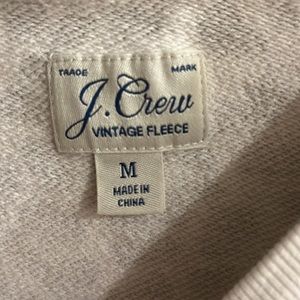 TRADE MARK
J.Crew
VINTAGE FLEECE
M
MADE IN
CHINA